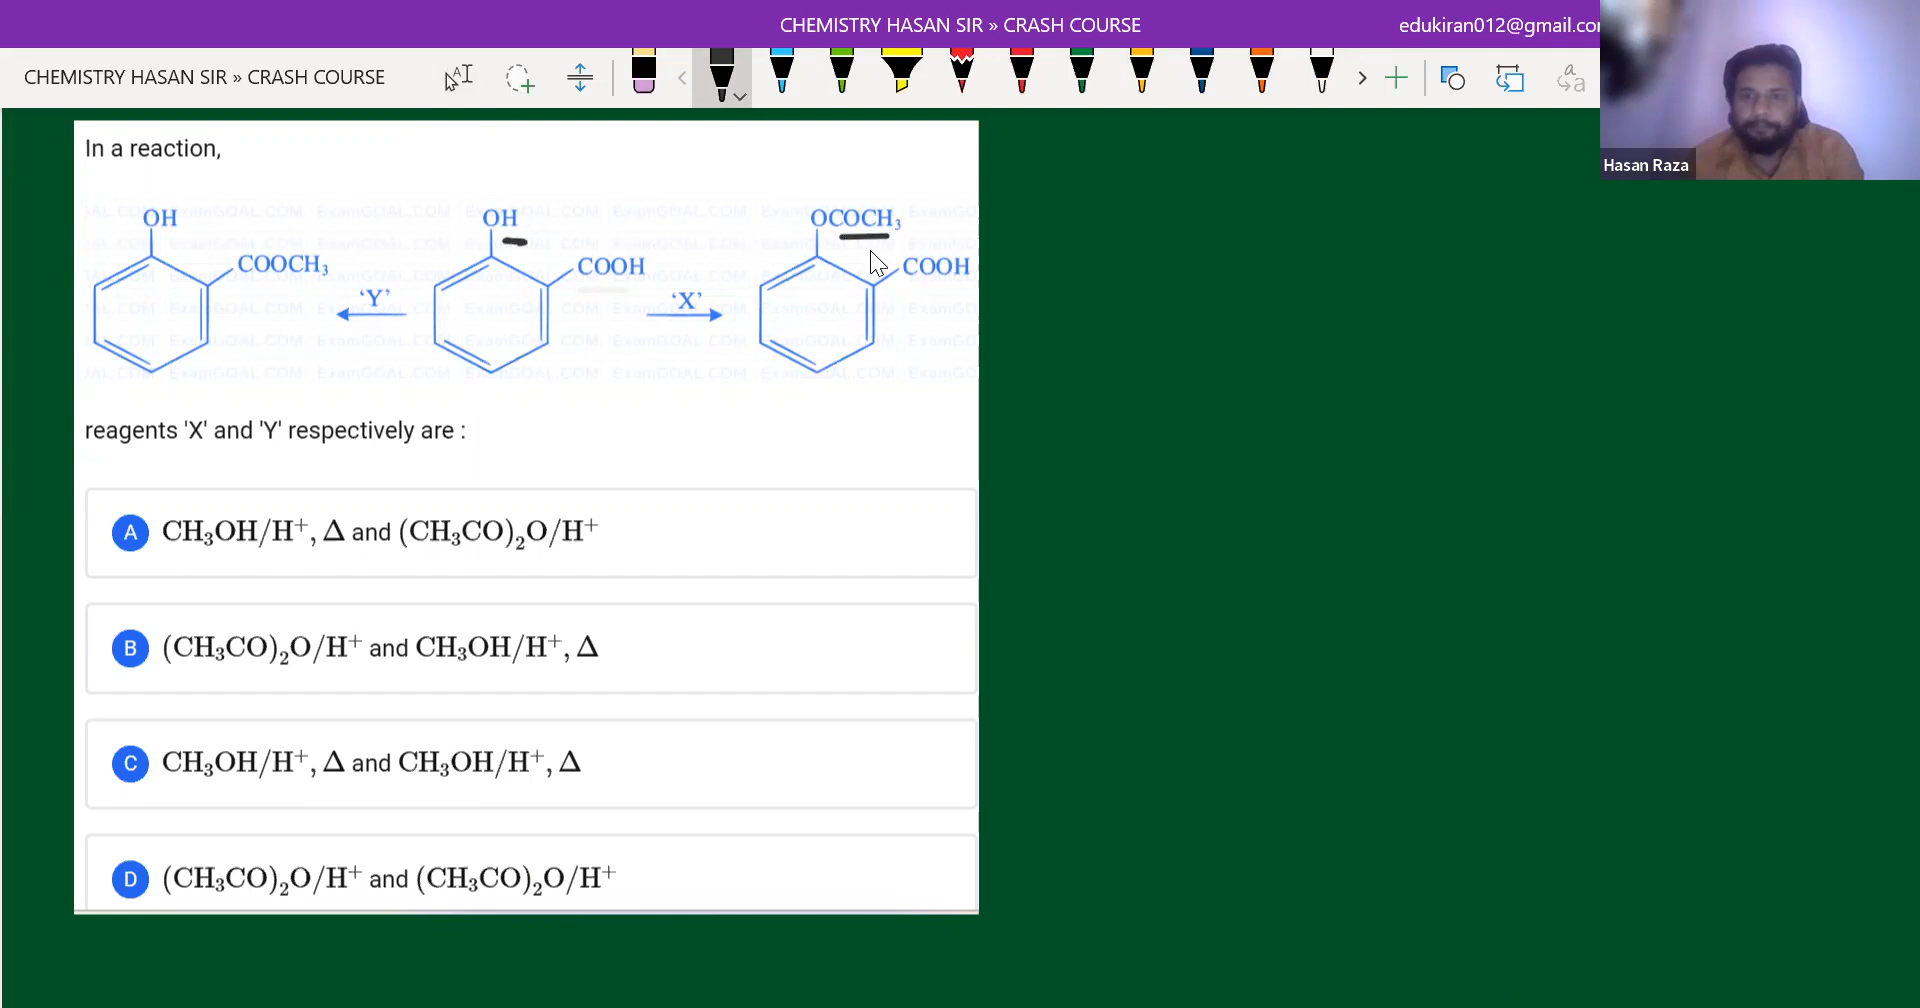 CHEMISTRY HASAN SIR » CRASH COURSE
edukiran012@gmail.co
CHEMISTRY HASAN SIR » CRASH COURSE
Hasan Raza
In a reaction,
OH
COOCH₃
'Y'
OH
COOH
'X'
OCOCH₃
COOH
ExamGOAL.COM
reagents 'X' and 'Y' respectively are :
A CH₃OH/H⁺, Δ and (CH₃CO)₂O/H⁺
B (CH₃CO)₂O/H⁺ and CH₃OH/H⁺, Δ
C CH₃OH/H⁺, Δ and CH₃OH/H⁺, Δ
D (CH₃CO)₂O/H⁺ and (CH₃CO)₂O/H⁺